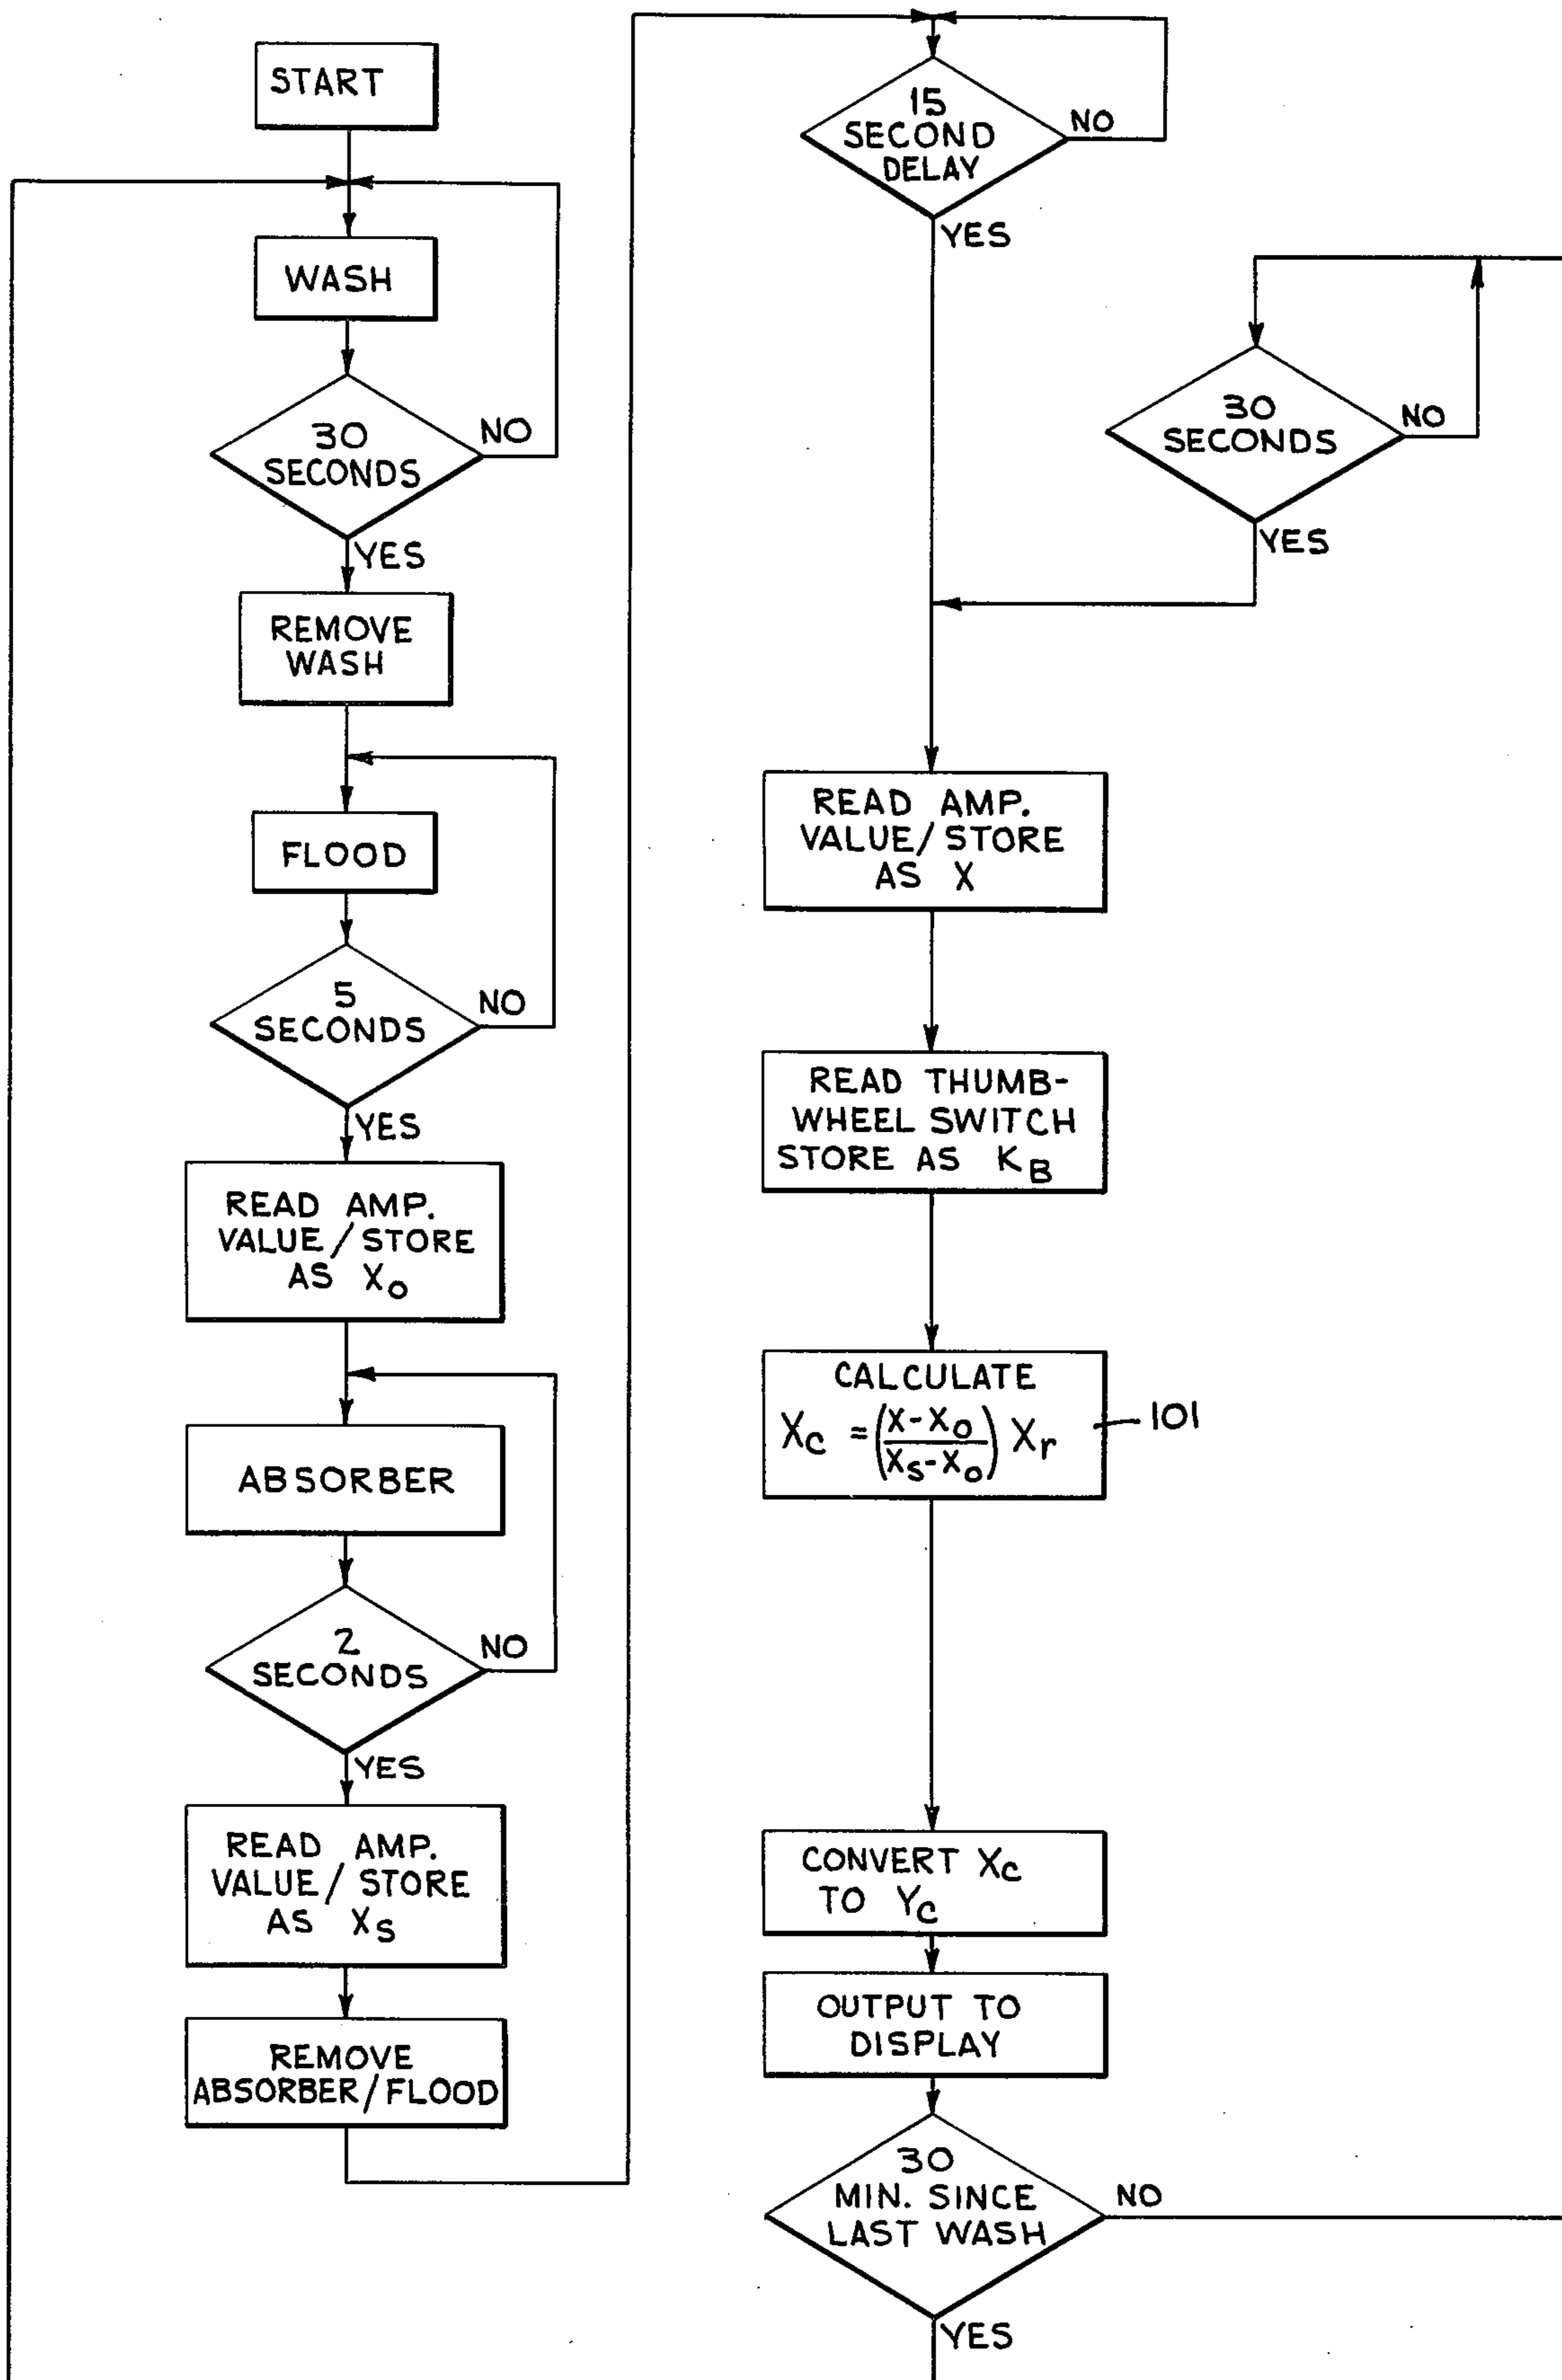 START
WASH
30
SECONDS
NO
YES
REMOVE
WASH
FLOOD
5
SECONDS
NO
YES
READ AMP.
VALUE/STORE
AS X₀
ABSORBER
2
SECONDS
NO
YES
READ AMP.
VALUE/STORE
AS Xs
REMOVE
ABSORBER/FLOOD
15
SECOND
DELAY
NO
YES
30
SECONDS
NO
YES
READ AMP.
VALUE/STORE
AS X
READ THUMB-
WHEEL SWITCH
STORE AS KB
CALCULATE
Xc = (X-X₀/Xs-X₀) Xr
101
CONVERT Xc
TO Yc
OUTPUT TO
DISPLAY
30
MIN. SINCE
LAST WASH
NO
YES